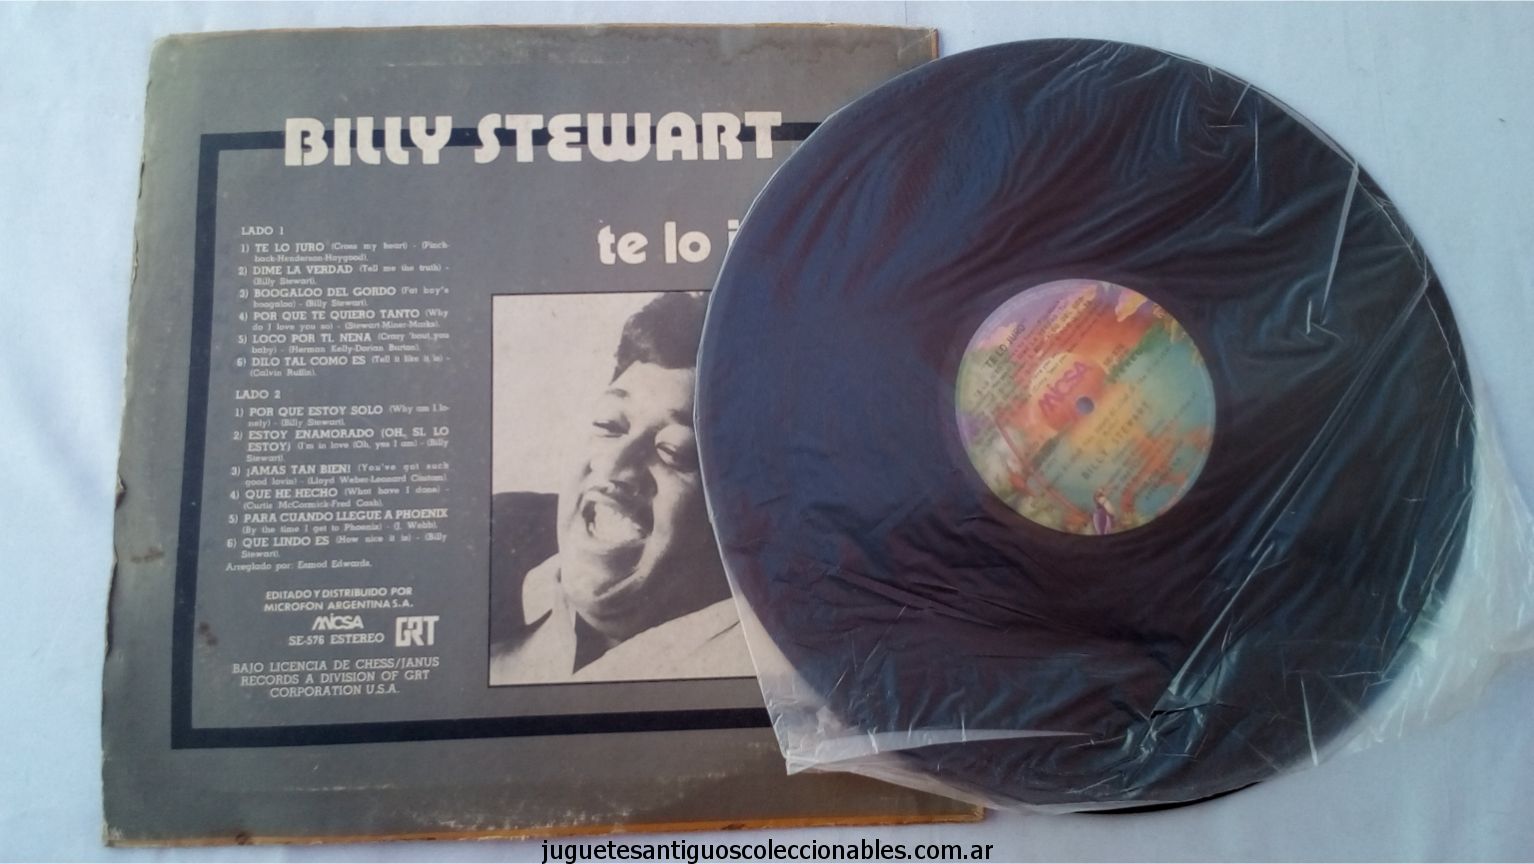 BILLY STEWART
te lo
LADO 1
1) TE LO JURO (Cross my heart) - (Pinch-
back-Henderson-Haygood).
2) DIME LA VERDAD (Tell me the truth) -
(Billy Stewart).
3) BOOGALOO DEL GORDO (Fat boy's
boogaloo) - (Billy Stewart).
4) POR QUE TE QUIERO TANTO (Why
do I love you so) - (Stewart-Miner-Marks).
5) LOCO POR TI, NENA (Crazy 'bout you
baby) - (Herman Kelly-Dorian Burton).
6) DILO TAL COMO ES (Tell it like it is) -
(Calvin Ruffin).
LADO 2
1) POR QUE ESTOY SOLO (Why am I lo-
nely) - (Billy Stewart).
2) ESTOY ENAMORADO (OH, SI, LO
ESTOY) (I'm in love (Oh, yes I am) - (Billy
Stewart).
3) ¡AMAS TAN BIEN! (You've got such
good lovin) - (Lloyd Weber-Leonard Caston).
4) QUE HE HECHO (What have I done) -
(Curtis McCormick-Fred Cash).
5) PARA CUANDO LLEGUE A PHOENIX
(By the time I get to Phoenix) - (J. Webb).
6) QUE LINDO ES (How nice it is) - (Billy
Stewart).
Arreglado por: Esmod Edwards.
EDITADO Y DISTRIBUIDO POR
MICROFON ARGENTINA S.A.
MICSA
SE-576 ESTEREO GRT
BAJO LICENCIA DE CHESS/JANUS
RECORDS A DIVISION OF GRT
CORPORATION U.S.A.
TE LO JURO
MICSA
BILLY STEWART
juguetesantiguoscoleccionables.com.ar